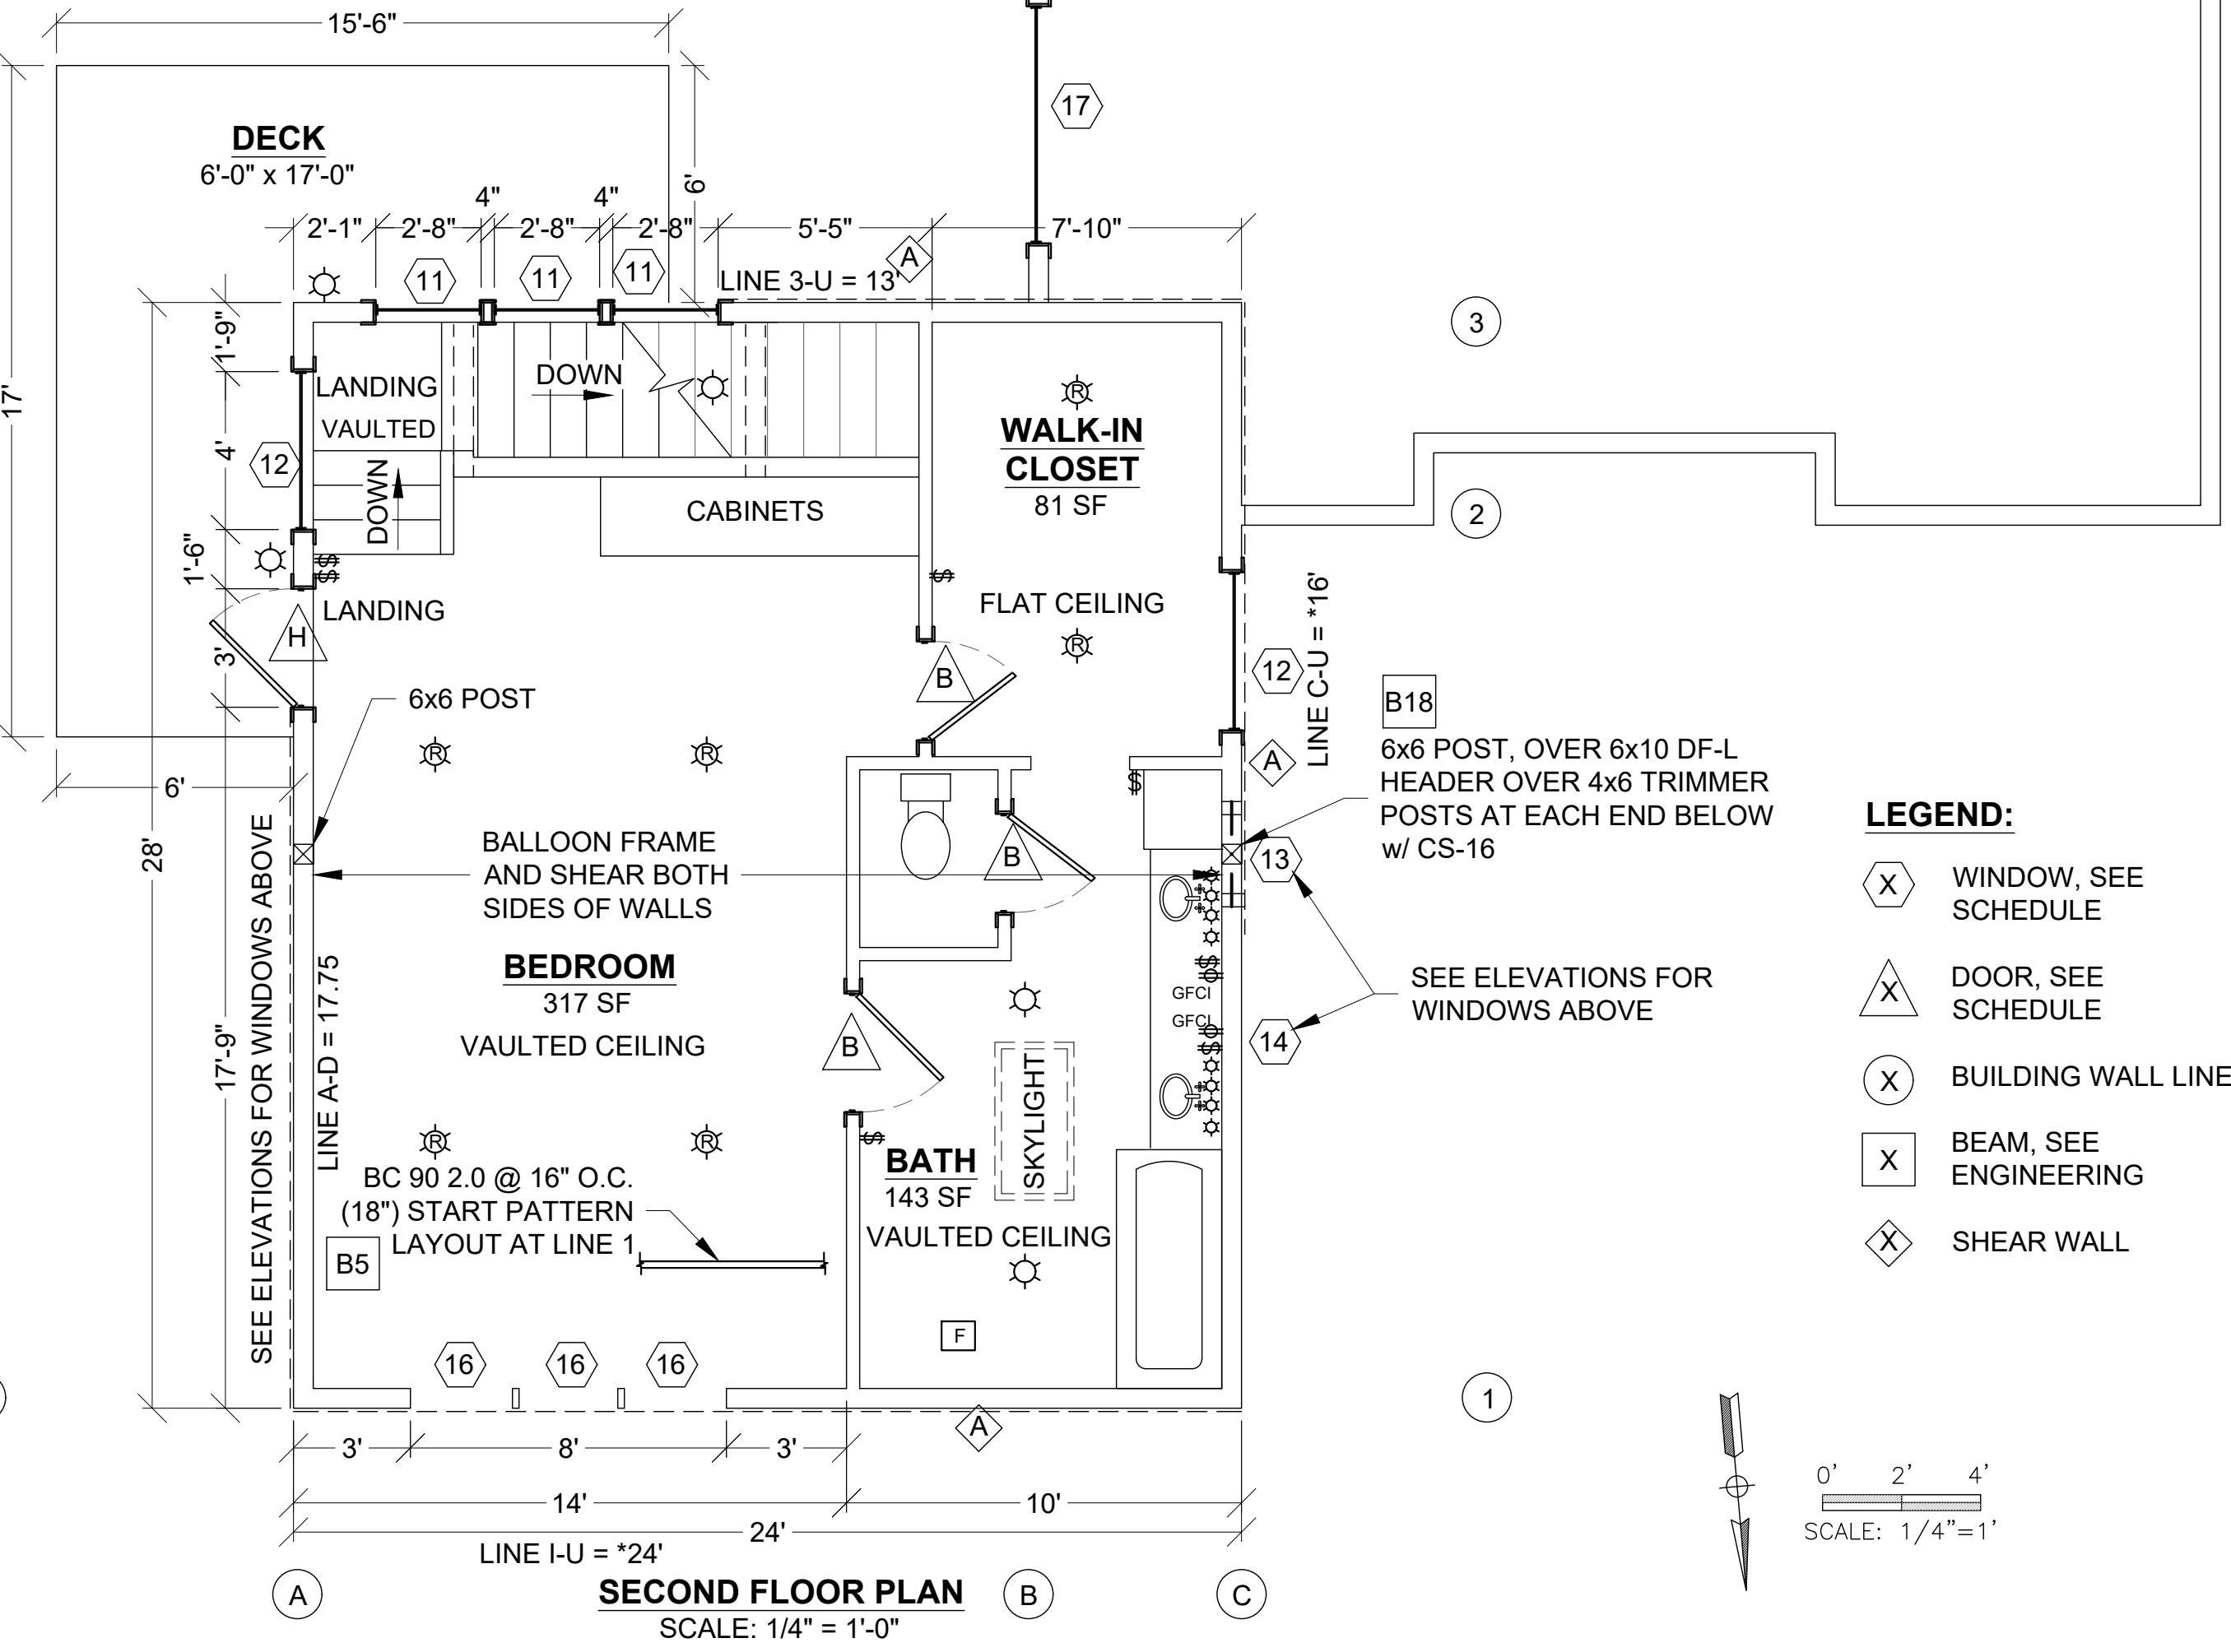 15'-6"
17
DECK
6'-0" x 17'-0"
17'
6'
4"
4"
2'-1"
2'-8"
2'-8"
2'-8"
5'-5"
7'-10"
A
11
11
11
LINE 3-U = 13'
3
1'-9"
LANDING
VAULTED
DOWN
R
WALK-IN
CLOSET
81 SF
4'
12
DOWN
CABINETS
2
1'-6"
$
$
$
LANDING
FLAT CEILING
H
3'
R
B
12
LINE C-U = *16'
6x6 POST
B18
6x6 POST, OVER 6x10 DF-L
HEADER OVER 4x6 TRIMMER
POSTS AT EACH END BELOW
w/ CS-16
R
R
A
$
6'
28'
BALLOON FRAME
AND SHEAR BOTH
SIDES OF WALLS
B
13
LEGEND:
X
WINDOW, SEE
SCHEDULE
SEE ELEVATIONS FOR WINDOWS ABOVE
BEDROOM
317 SF
VAULTED CEILING
LINE A-D = 17.75
17'-9"
$
GFCI
GFCI
$
SEE ELEVATIONS FOR
WINDOWS ABOVE
X
DOOR, SEE
SCHEDULE
B
14
SKYLIGHT
X
BUILDING WALL LINE
R
R
$
BATH
143 SF
VAULTED CEILING
X
BEAM, SEE
ENGINEERING
BC 90 2.0 @ 16" O.C.
(18") START PATTERN
LAYOUT AT LINE 1
B5
X
SHEAR WALL
F
16
16
16
1
A
3'
8'
3'
14'
10'
24'
LINE I-U = *24'
0' 2' 4'
SCALE: 1/4"=1'
A
B
C
SECOND FLOOR PLAN
SCALE: 1/4" = 1'-0"